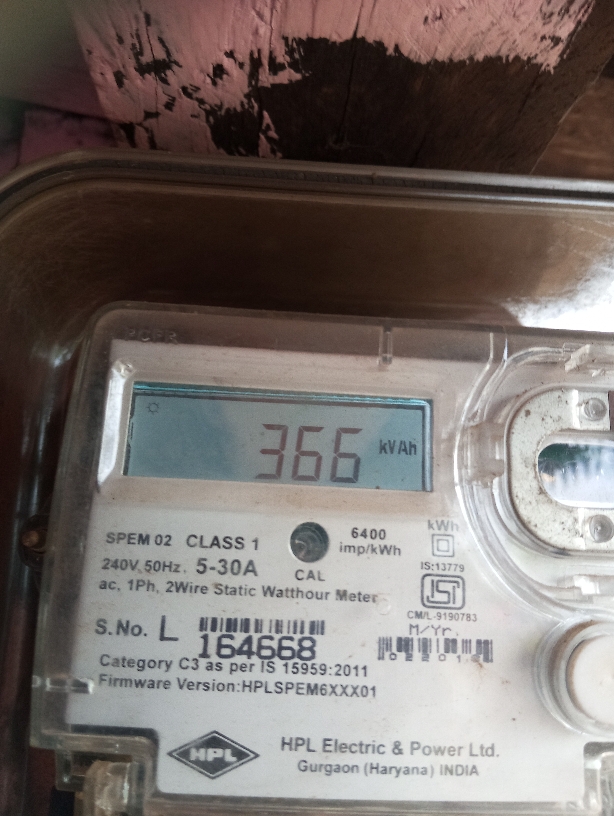 366 kVAh
SPEM 02 CLASS 1
6400
imp/kWh
kWh
240V, 50Hz, 5-30A
CAL
IS:13779
ac, 1Ph, 2Wire Static Watthour Meter
ISI
CM/L-9190783
M/Yr.
S.No. L 164668
Category C3 as per IS 15959:2011
Firmware Version:HPLSPEM6XXX01
HPL
HPL Electric & Power Ltd.
Gurgaon (Haryana) INDIA